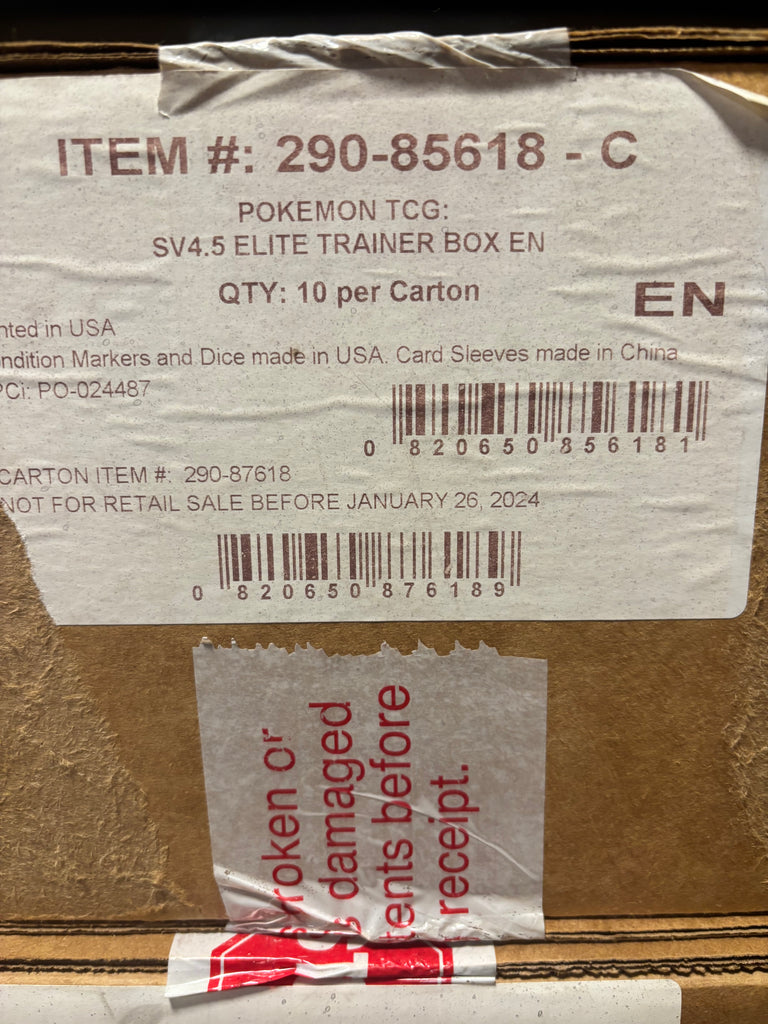 ITEM #: 290-85618 - C
POKEMON TCG:
SV4.5 ELITE TRAINER BOX EN
QTY: 10 per Carton
EN
nted in USA
ndition Markers and Dice made in USA. Card Sleeves made in China
PCi: PO-024487
0 820650 856181
CARTON ITEM #: 290-87618
NOT FOR RETAIL SALE BEFORE JANUARY 26, 2024
0 820650 876189
roken or
s damaged
tents before
receipt.